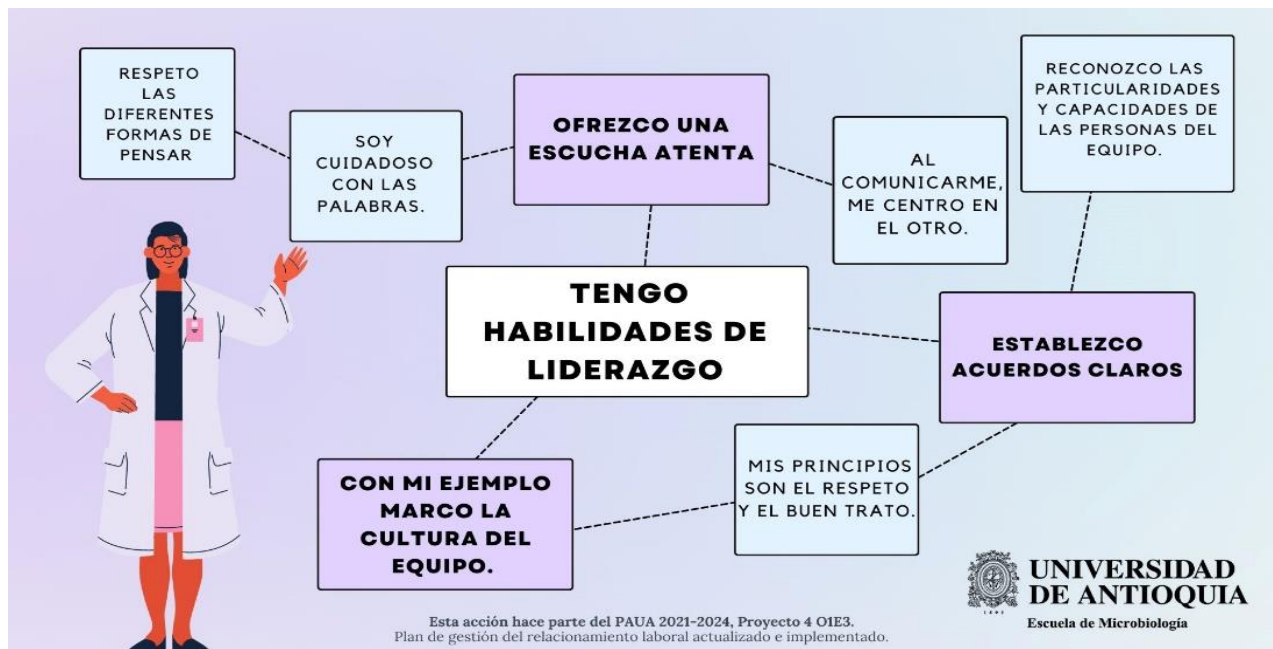 RESPETO
LAS
DIFERENTES
FORMAS DE
PENSAR
SOY
CUIDADOSO
CON LAS
PALABRAS.
OFREZCO UNA
ESCUCHA ATENTA
AL
COMUNICARME,
ME CENTRO EN
EL OTRO.
RECONOZCO LAS
PARTICULARIDADES
Y CAPACIDADES DE
LAS PERSONAS DEL
EQUIPO.
TENGO
HABILIDADES DE
LIDERAZGO
ESTABLEZCO
ACUERDOS CLAROS
CON MI EJEMPLO
MARCO LA
CULTURA DEL
EQUIPO.
MIS PRINCIPIOS
SON EL RESPETO
Y EL BUEN TRATO.
Esta acción hace parte del PAUA 2021-2024, Proyecto 4 O1E3.
Plan de gestión del relacionamiento laboral actualizado e implementado.
UNIVERSIDAD
DE ANTIOQUIA
1803
Escuela de Microbiología